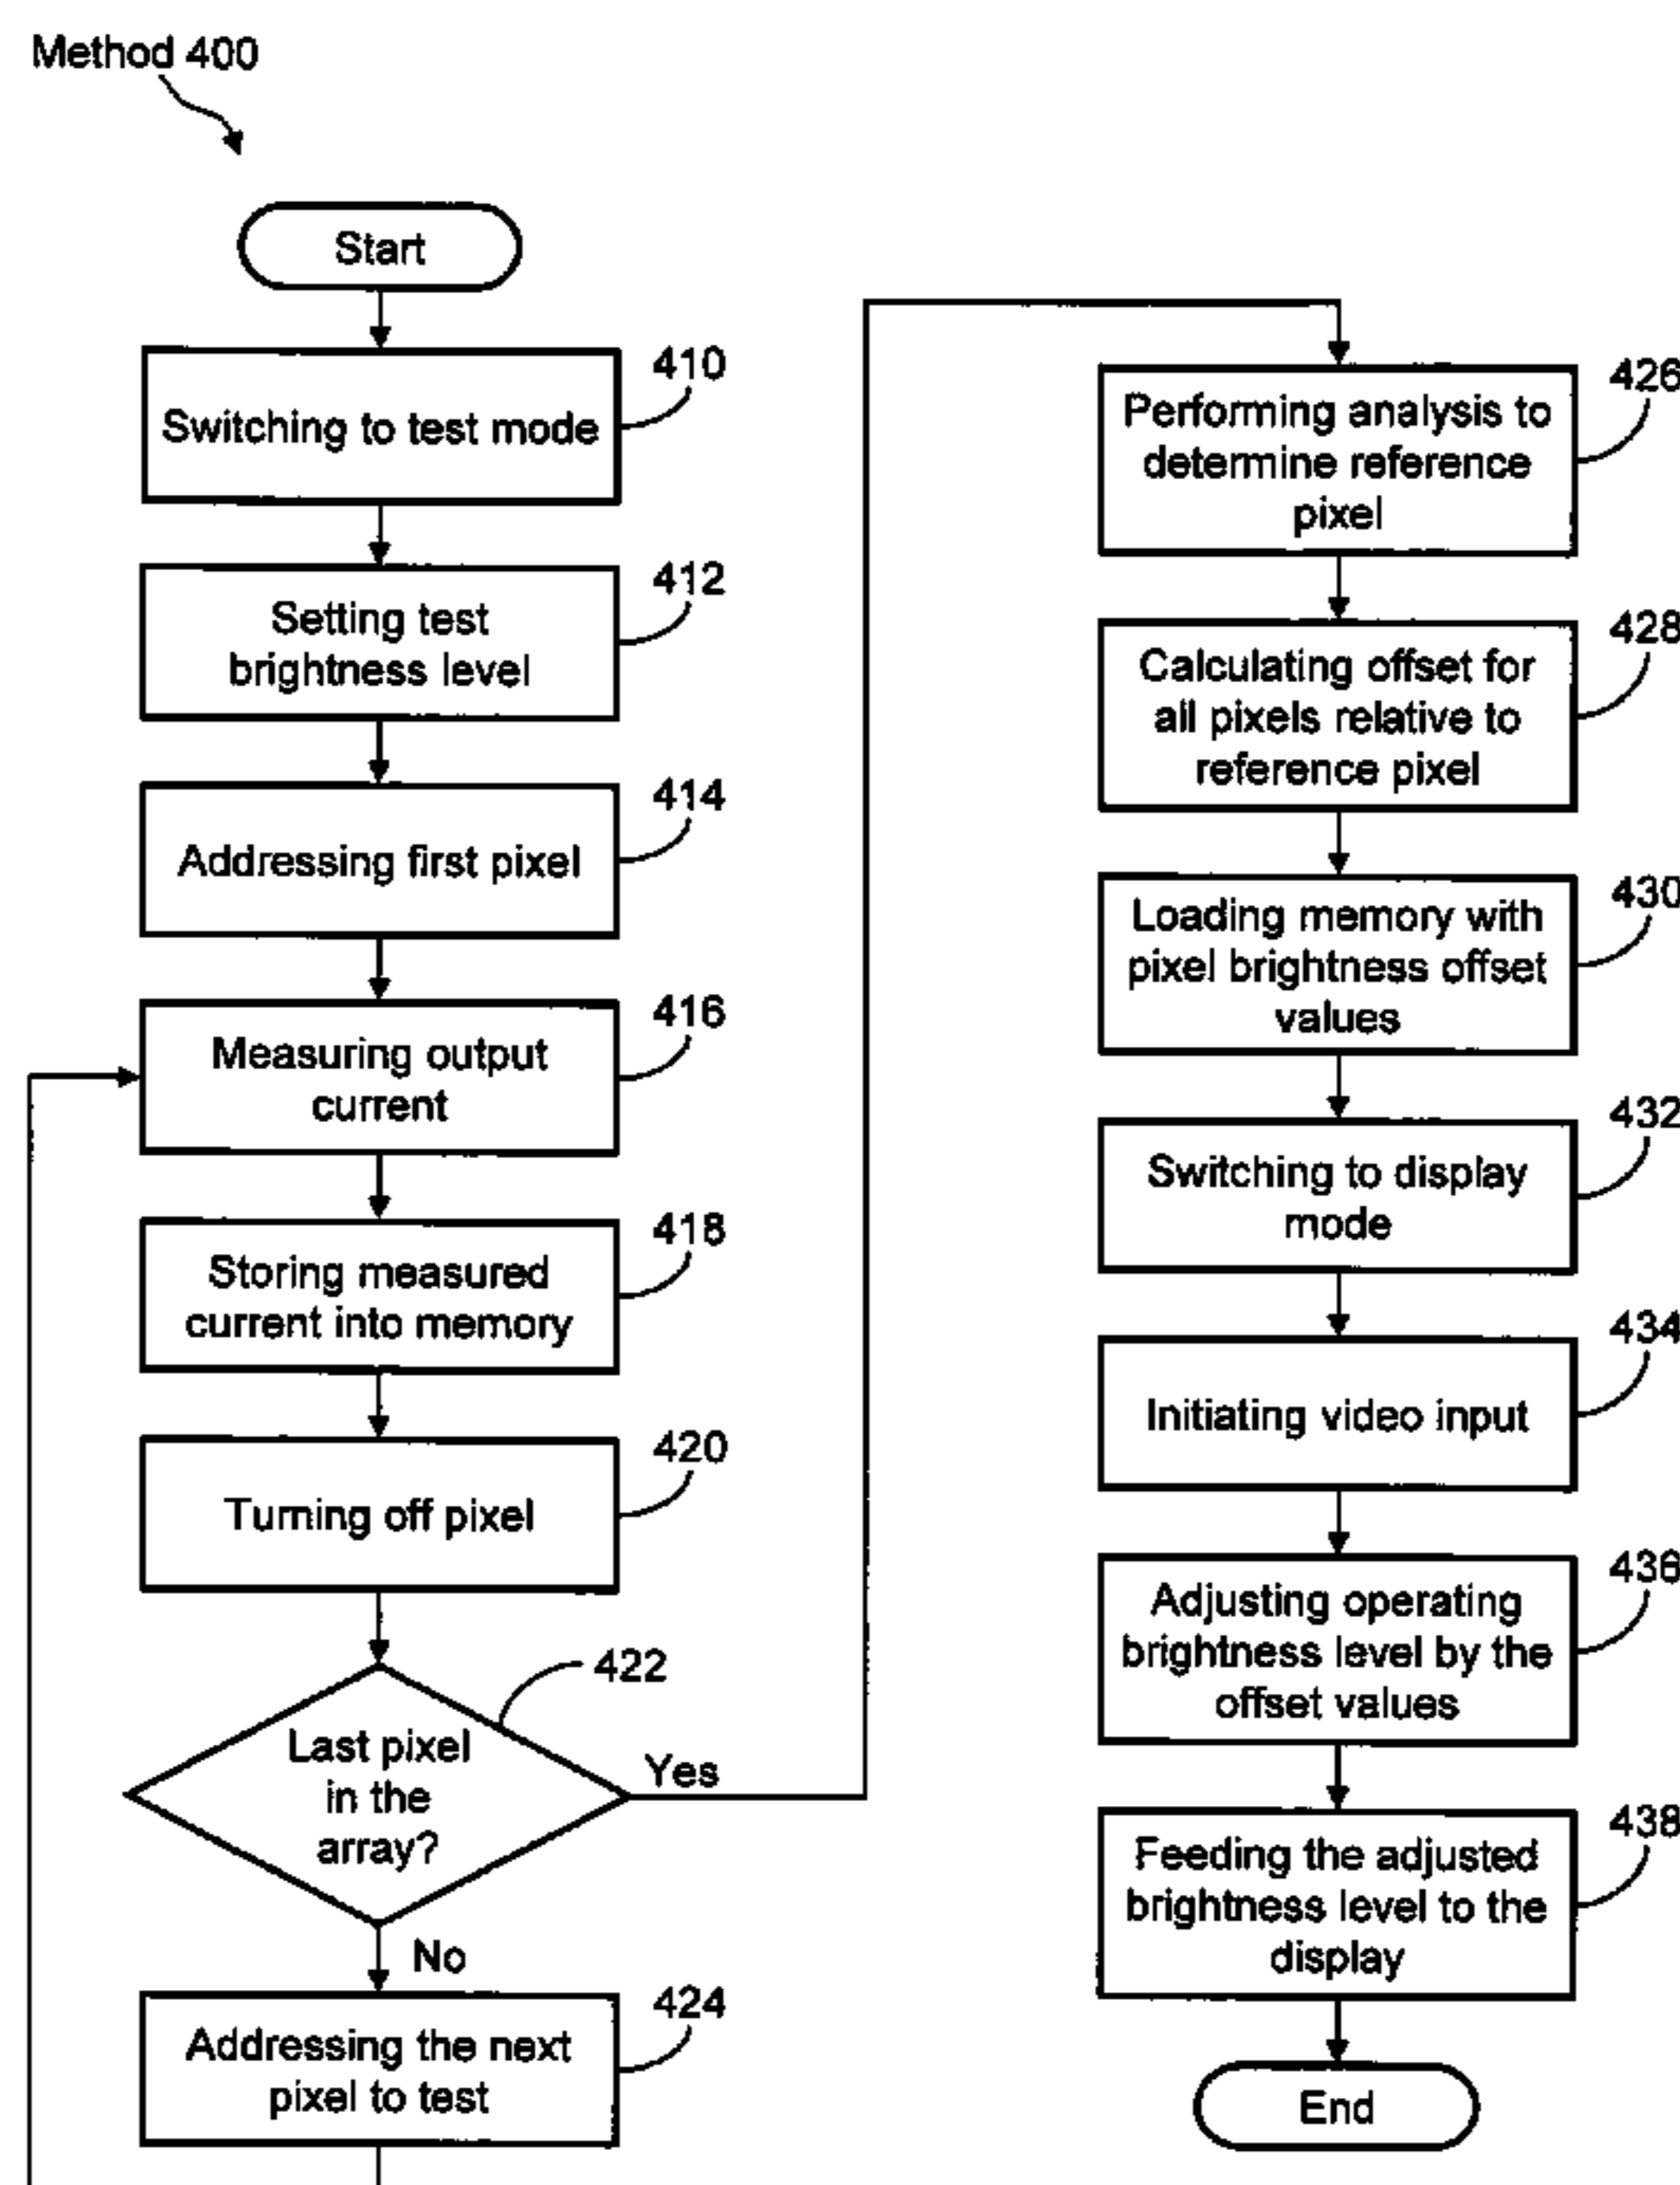 Method 400
Start
410
Switching to test mode
412
Setting test
brightness level
414
Addressing first pixel
416
Measuring output
current
418
Storing measured
current into memory
420
Turning off pixel
422
Last pixel
in the
array?
Yes
No
424
Addressing the next
pixel to test
426
Performing analysis to
determine reference
pixel
428
Calculating offset for
all pixels relative to
reference pixel
430
Loading memory with
pixel brightness offset
values
432
Switching to display
mode
434
Initiating video input
436
Adjusting operating
brightness level by the
offset values
438
Feeding the adjusted
brightness level to the
display
End